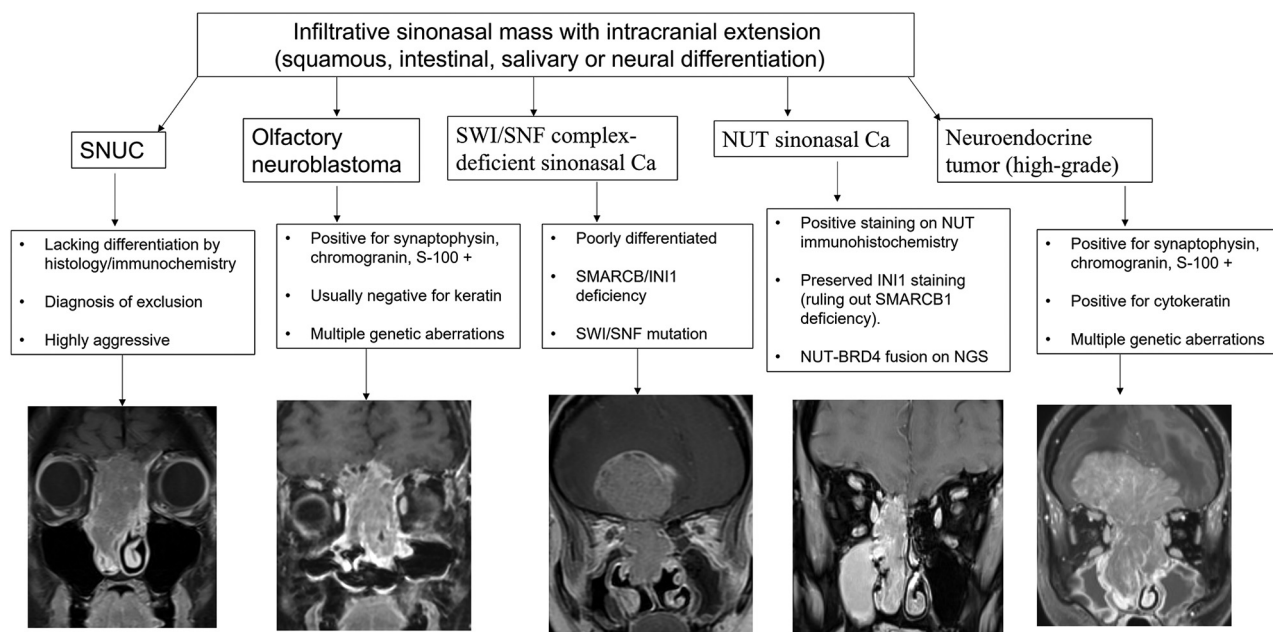 Infiltrative sinonasal mass with intracranial extension
(squamous, intestinal, salivary or neural differentiation)
SNUC
Olfactory
neuroblastoma
SWI/SNF complex-
deficient sinonasal Ca
NUT sinonasal Ca
Neuroendocrine
tumor (high-grade)
• Lacking differentiation by
histology/immunochemistry
• Diagnosis of exclusion
• Highly aggressive
• Positive for synaptophysin,
chromogranin, S-100 +
• Usually negative for keratin
• Multiple genetic aberrations
• Poorly differentiated
• SMARCB/INI1
deficiency
• SWI/SNF mutation
• Positive staining on NUT
immunohistochemistry
• Preserved INI1 staining
(ruling out SMARCB1
deficiency).
• NUT-BRD4 fusion on NGS
• Positive for synaptophysin,
chromogranin, S-100 +
• Positive for cytokeratin
• Multiple genetic aberrations